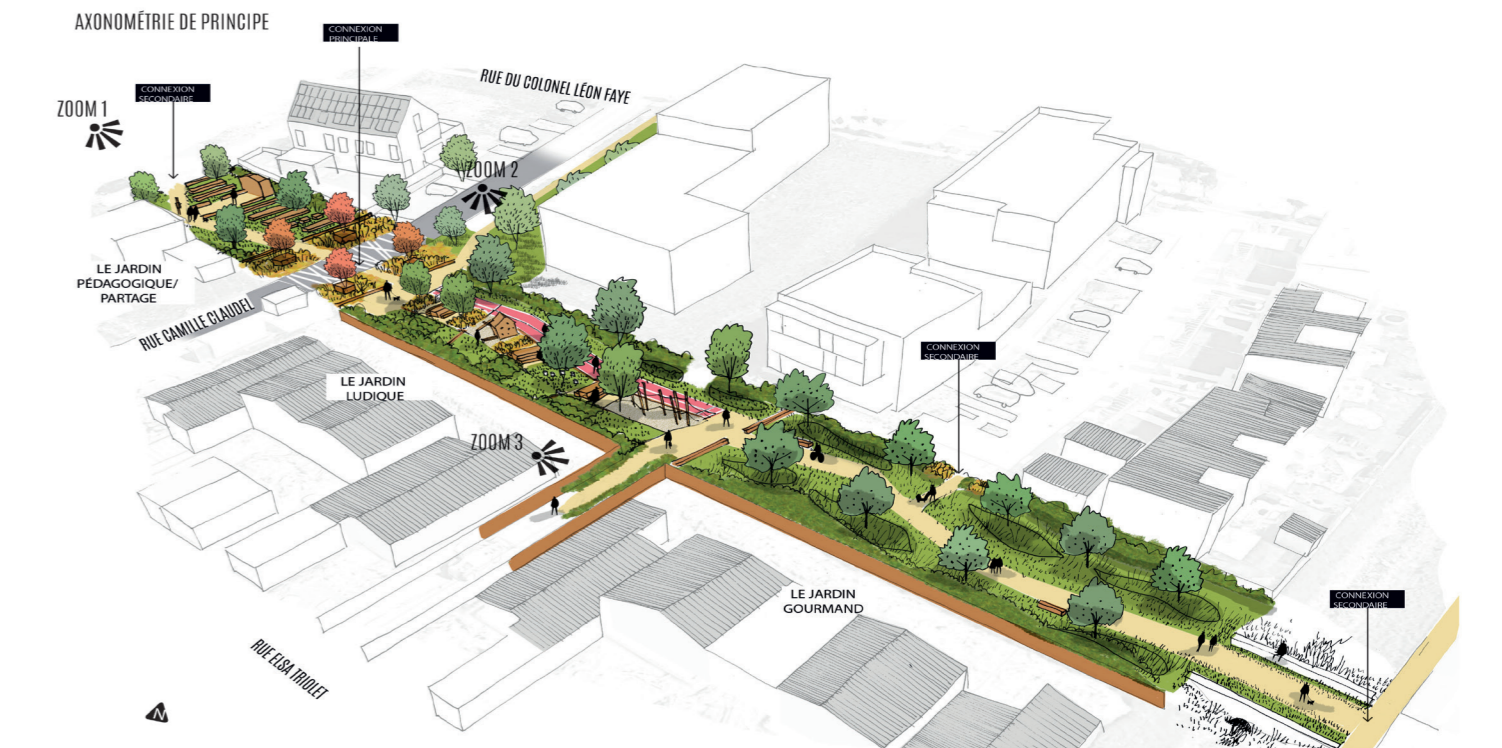 AXONOMÉTRIE DE PRINCIPE
CONNEXION
PRINCIPALE
RUE DU COLONEL LÉON FAYE
CONNEXION
SECONDAIRE
ZOOM 1
ZOOM 2
LE JARDIN
PÉDAGOGIQUE/
PARTAGE
RUE CAMILLE CLAUDEL
LE JARDIN
LUDIQUE
CONNEXION
SECONDAIRE
ZOOM 3
LE JARDIN
GOURMAND
CONNEXION
SECONDAIRE
RUE ELSA TRIOLET
N